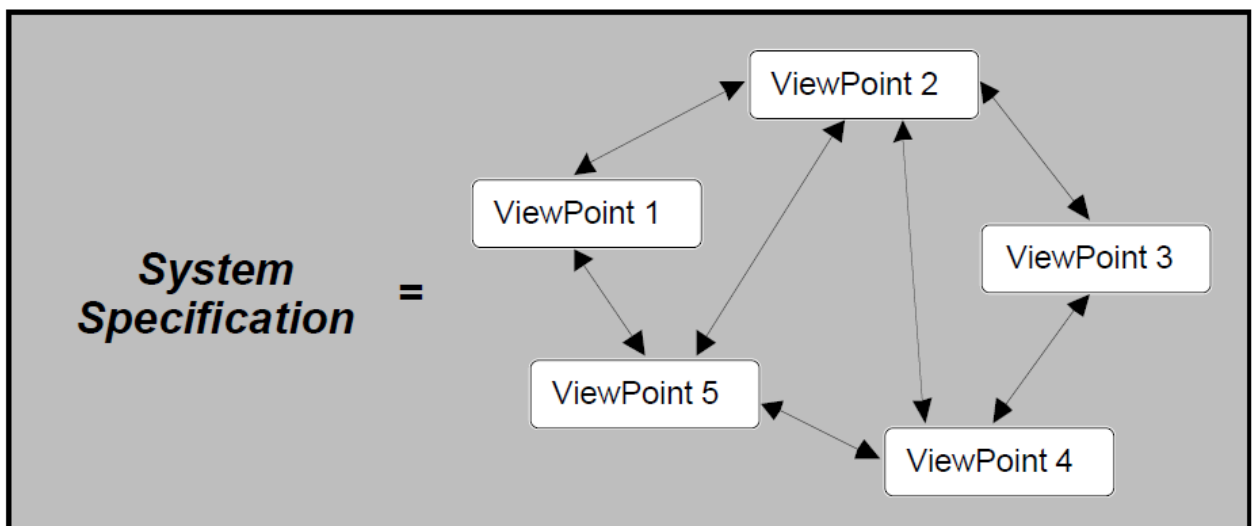 ViewPoint 2
ViewPoint 1
ViewPoint 3
System
Specification
=
ViewPoint 5
ViewPoint 4